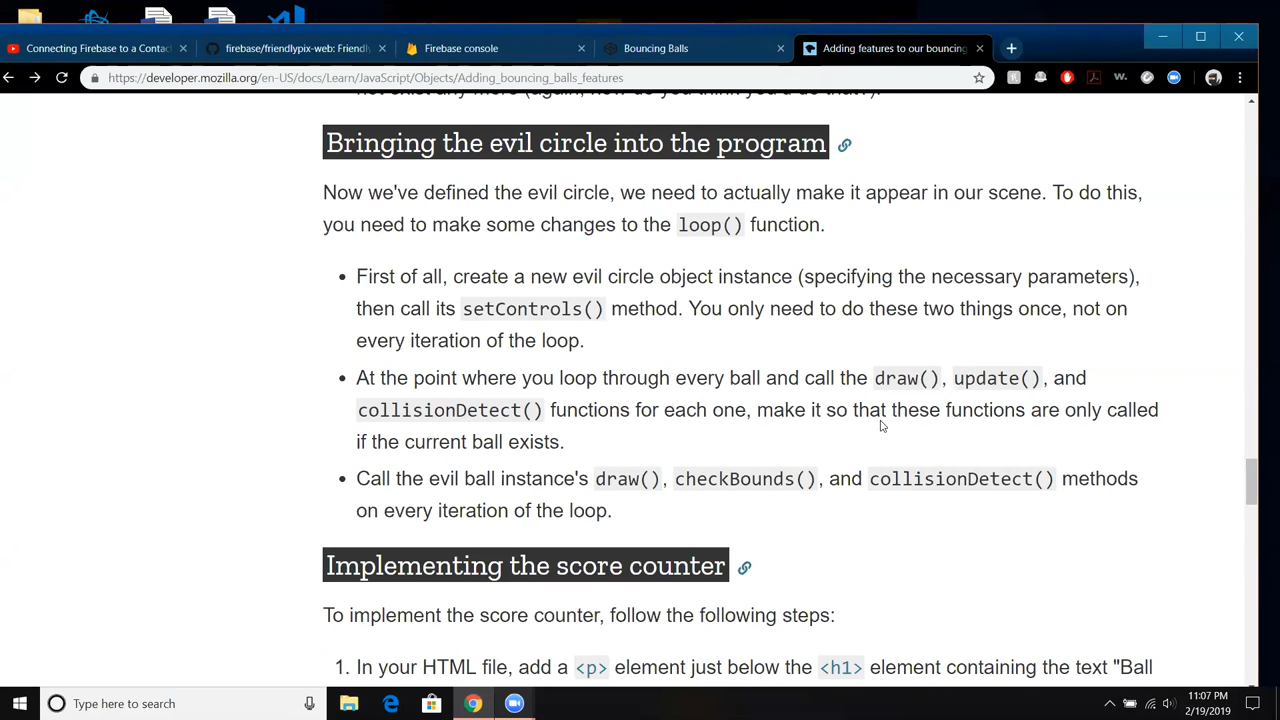 Connecting Firebase to a Contac
firebase/friendlypix-web: Friendl
Firebase console
Bouncing Balls
Adding features to our bouncing
https://developer.mozilla.org/en-US/docs/Learn/JavaScript/Objects/Adding_bouncing_balls_features
Bringing the evil circle into the program
Now we've defined the evil circle, we need to actually make it appear in our scene. To do this,
you need to make some changes to the loop() function.
• First of all, create a new evil circle object instance (specifying the necessary parameters),
then call its setControls() method. You only need to do these two things once, not on
every iteration of the loop.
• At the point where you loop through every ball and call the draw(), update(), and
collisionDetect() functions for each one, make it so that these functions are only called
if the current ball exists.
• Call the evil ball instance's draw(), checkBounds(), and collisionDetect() methods
on every iteration of the loop.
Implementing the score counter
To implement the score counter, follow the following steps:
1. In your HTML file, add a <p> element just below the <h1> element containing the text "Ball
Type here to search
11:07 PM
2/19/2019